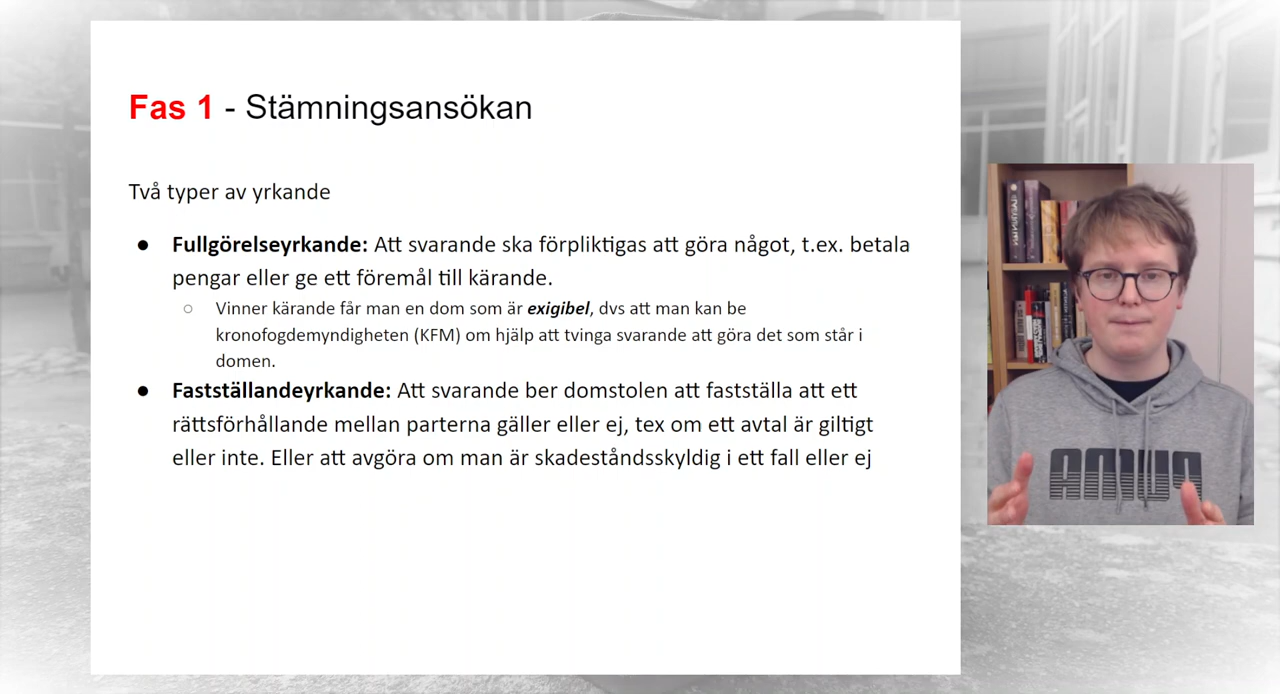 Fas 1 - Stämningsansökan
Två typer av yrkande
● Fullgörelseyrkande: Att svarande ska förpliktigas att göra något, t.ex. betala
pengar eller ge ett föremål till kärande.
○ Vinner kärande får man en dom som är exigibel, dvs att man kan be
kronofogdemyndigheten (KFM) om hjälp att tvinga svarande att göra det som står i
domen.
● Fastställandeyrkande: Att svarande ber domstolen att fastställa att ett
rättsförhållande mellan parterna gäller eller ej, tex om ett avtal är giltigt
eller inte. Eller att avgöra om man är skadeståndsskyldig i ett fall eller ej